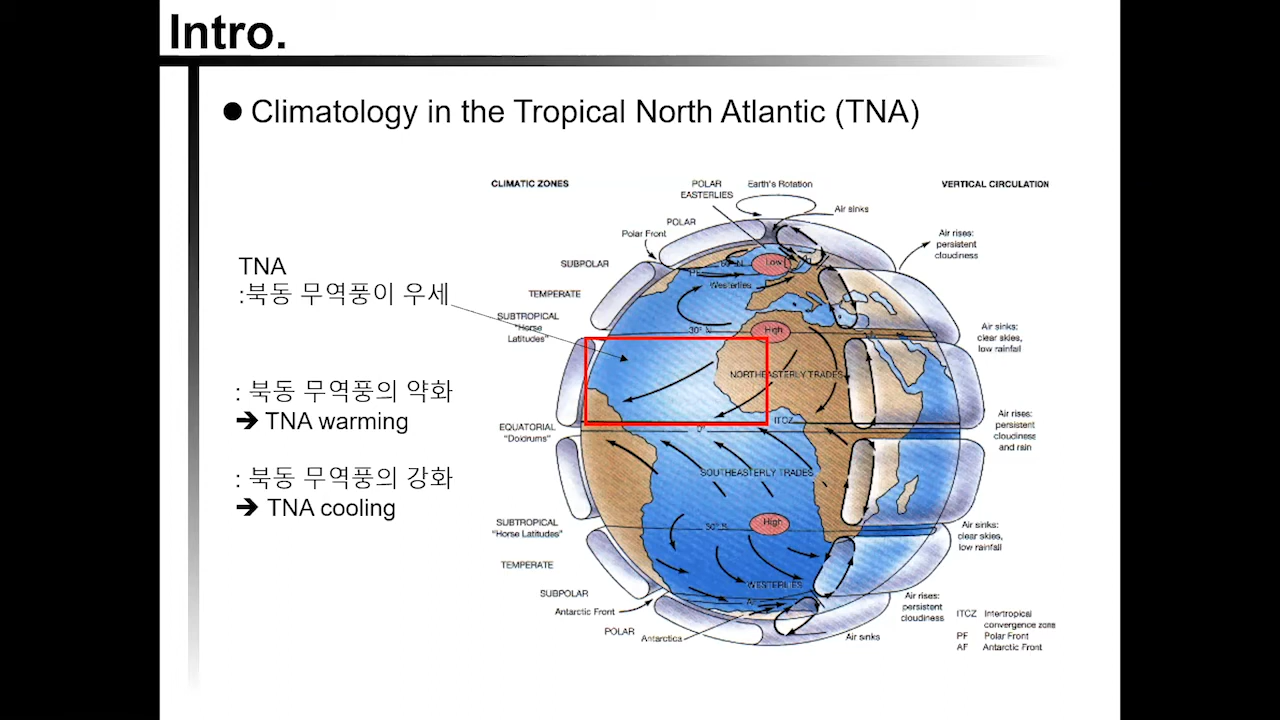 Intro.
● Climatology in the Tropical North Atlantic (TNA)
TNA
:북동 무역풍이 우세
: 북동 무역풍의 약화
➔ TNA warming
: 북동 무역풍의 강화
➔ TNA cooling
CLIMATIC ZONES
POLAR
EASTERLIES
Earth's Rotation
VERTICAL CIRCULATION
Air sinks
POLAR
Polar Front
Air rises:
persistent
cloudiness
SUBPOLAR
60° N
Low
PF
Westerlies
TEMPERATE
SUBTROPICAL
"Horse
Latitudes"
30° N
High
Air sinks:
clear skies,
low rainfall
NORTHEASTERLY TRADES
ITCZ
EQUATORIAL
"Doldrums"
0°
Air rises:
persistent
cloudiness
and rain
SOUTHEASTERLY TRADES
SUBTROPICAL
"Horse Latitudes"
High
Air sinks:
clear skies,
low rainfall
TEMPERATE
WESTERLIES
SUBPOLAR
AF
Antarctic Front
POLAR
Antarctica
Air sinks
Air rises:
persistent
cloudiness
ITCZ Intertropical
convergence zone
PF Polar Front
AF Antarctic Front